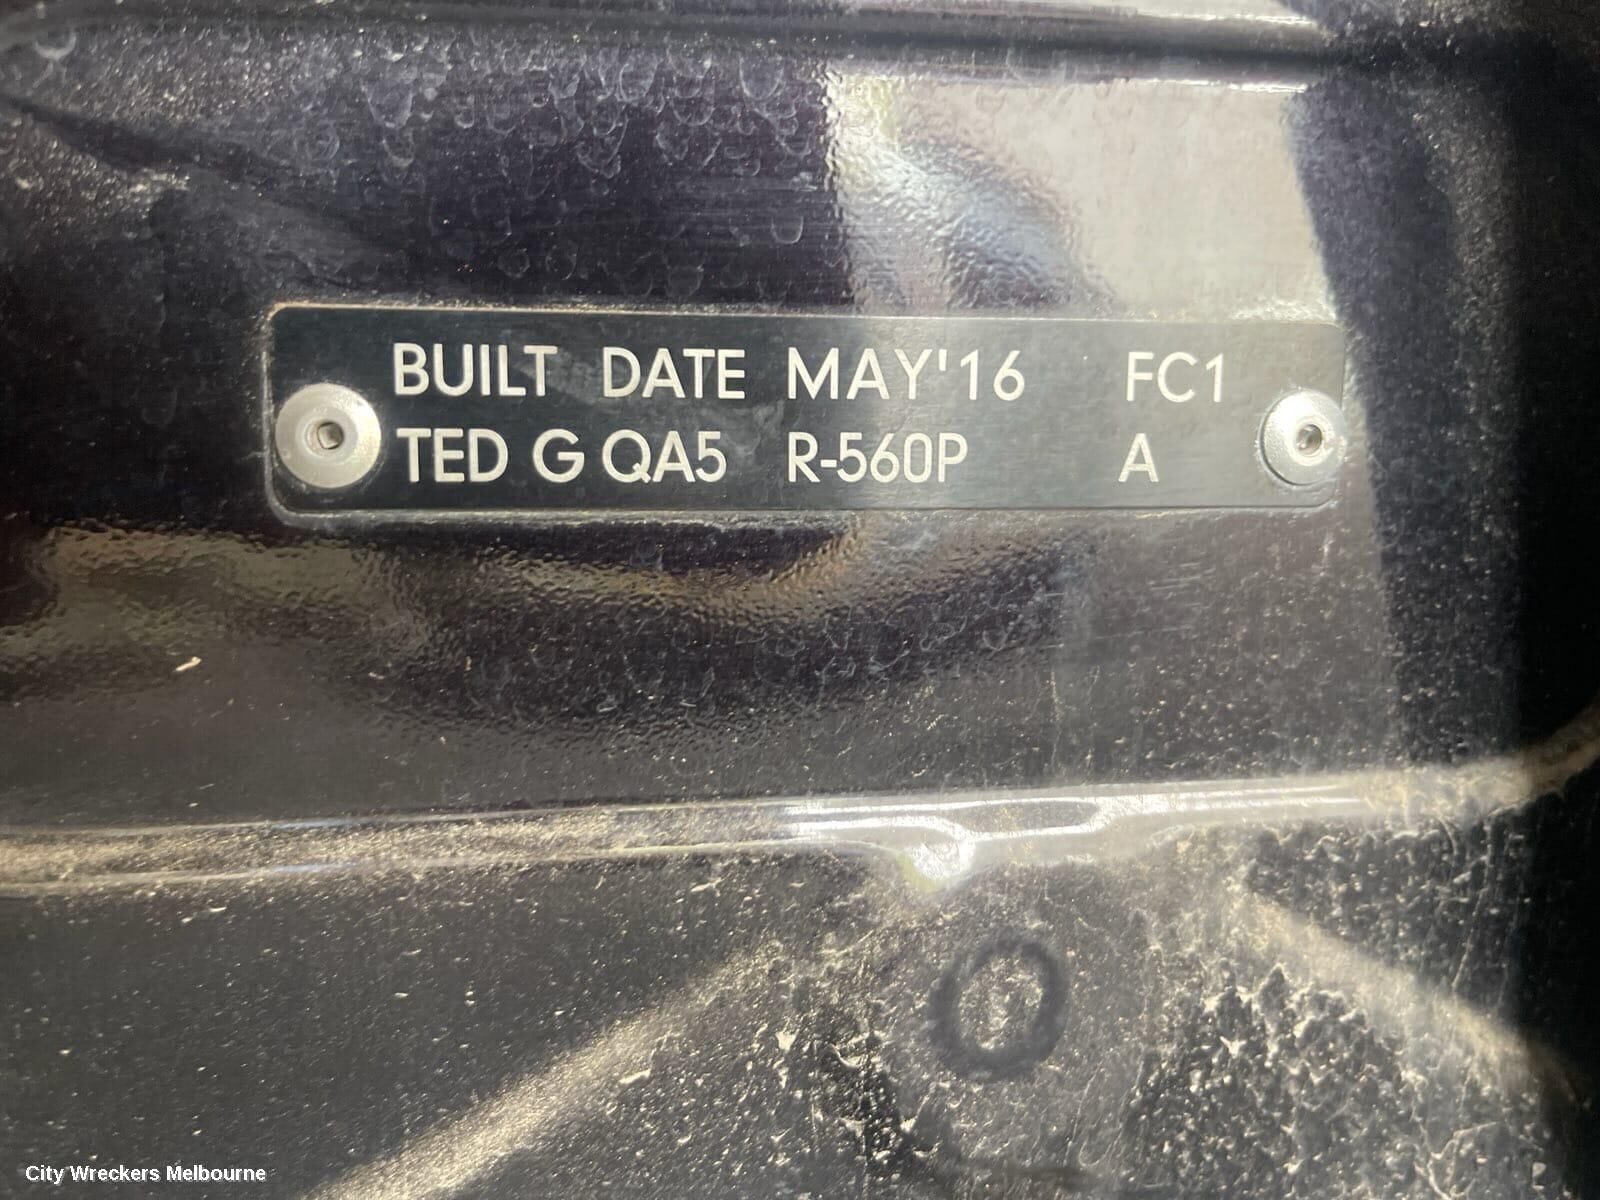 BUILT DATE MAY'16 FC1
TED G QA5 R-560P A
City Wreckers Melbourne